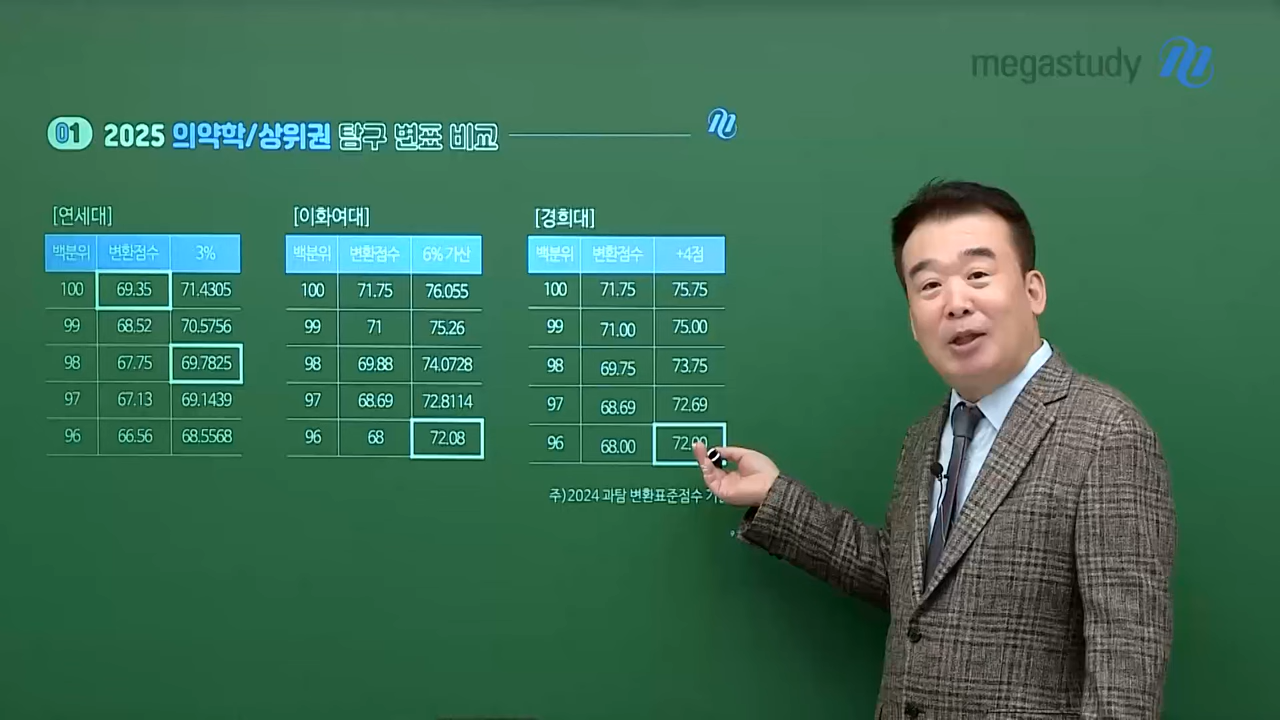 megastudy
01 2025 의약학/상위권 탐구 변표 비교
[연세대]
백분위 변환점수 3%
100 69.35 71.4305
99 68.52 70.5756
98 67.75 69.7825
97 67.13 69.1439
96 66.56 68.5568
[이화여대]
백분위 변환점수 6% 가산
100 71.75 76.055
99 71 75.26
98 69.88 74.0728
97 68.69 72.8114
96 68 72.08
[경희대]
백분위 변환점수 +4점
100 71.75 75.75
99 71.00 75.00
98 69.75 73.75
97 68.69 72.69
96 68.00 72.00
주) 2024 과탐 변환표준점수